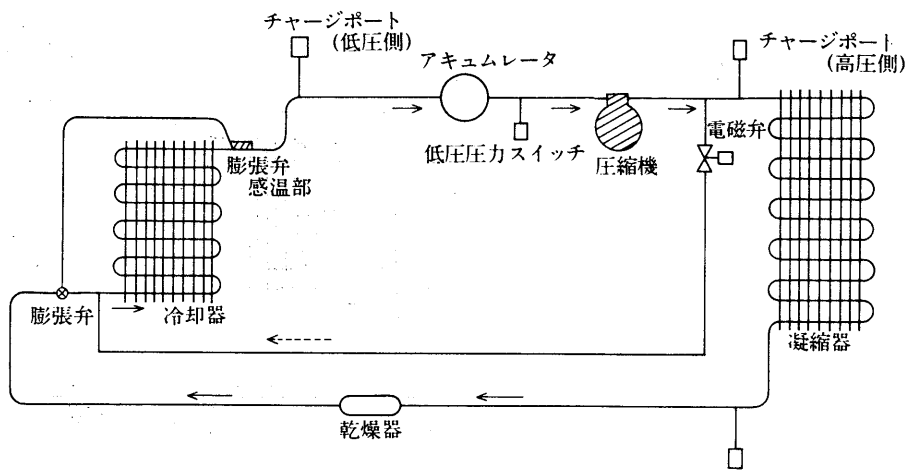 チャージポート
(低圧側)
アキュムレータ
チャージポート
(高圧側)
電磁弁
低圧圧力スイッチ
圧縮機
膨張弁
感温部
膨張弁
冷却器
凝縮器
乾燥器